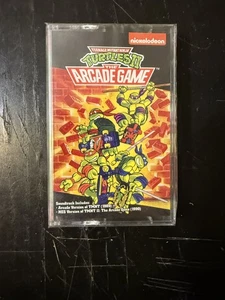 nickelodeon
TEENAGE MUTANT NINJA
TURTLES II
THE
ARCADE GAME
TM
Soundtrack Includes:
• Arcade Version of TMNT (1989)
• NES Version of TMNT II: The Arcade Game (1990)